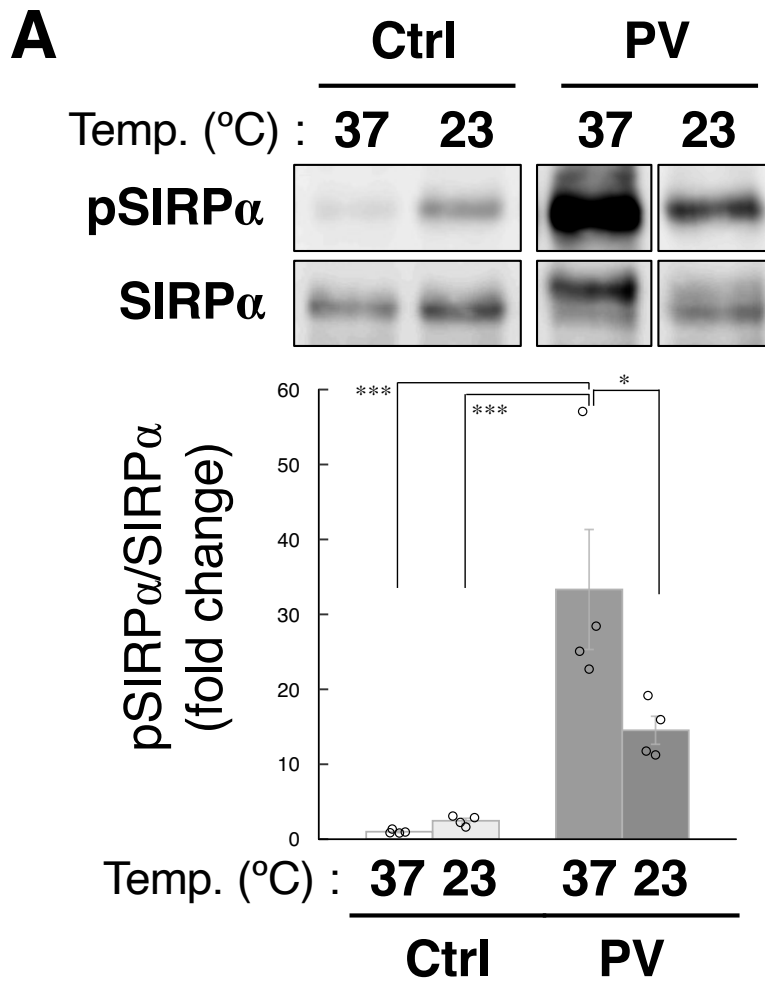 A
Ctrl PV
Temp. (ºC) : 37 23 37 23
pSIRPα
SIRPα
pSIRPα/SIRPα
(fold change)
60
50
40
30
20
10
0
***
***
*
Temp. (ºC) : 37 23 37 23
Ctrl PV